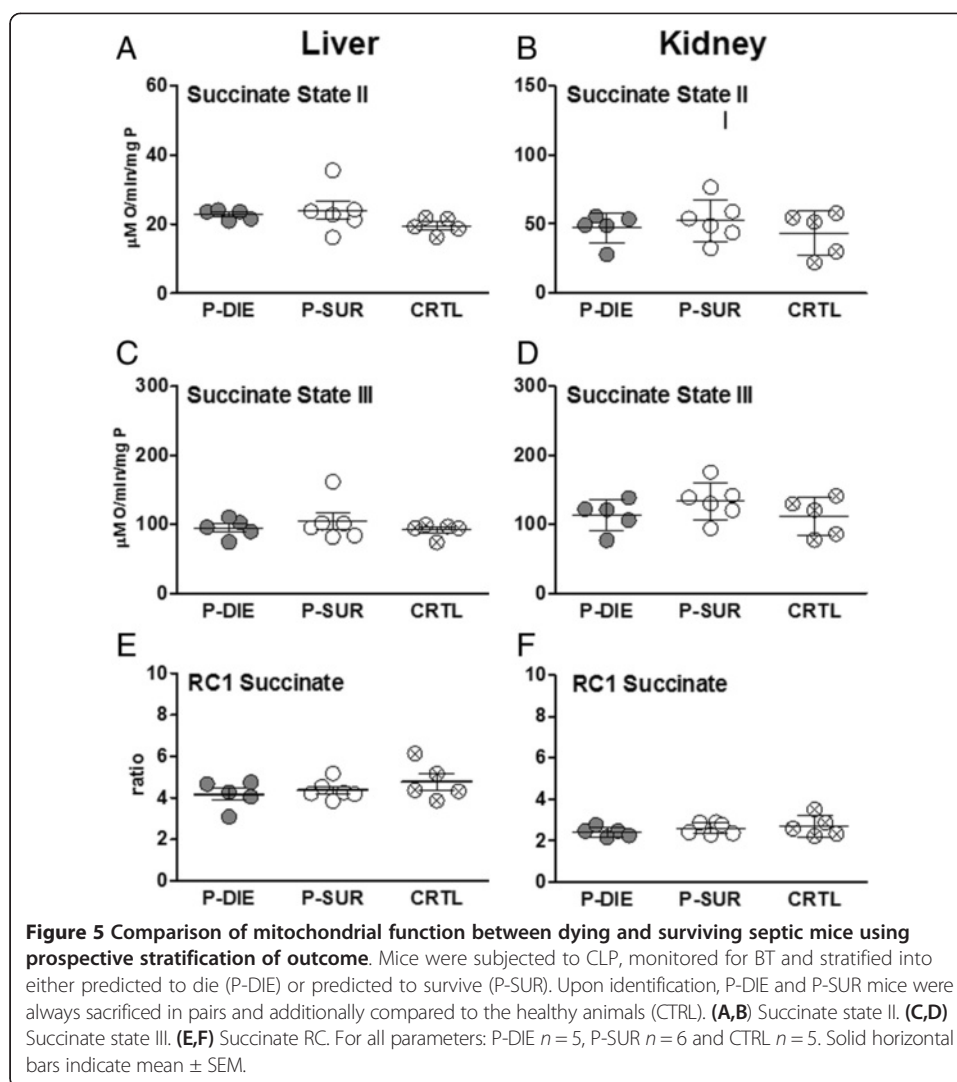 Liver
Kidney
A
B
60
40
20
0
µM O/mIn/mg P
Succinate State II
P-DIE P-SUR CRTL
150
100
50
0
Succinate State II
P-DIE P-SUR CRTL
C
D
300
200
100
0
µM O/mIn/mg P
Succinate State III
P-DIE P-SUR CRTL
300
200
100
0
Succinate State III
P-DIE P-SUR CRTL
E
F
10
8
6
4
2
0
ratio
RC1 Succinate
P-DIE P-SUR CRTL
10
8
6
4
2
0
RC1 Succinate
P-DIE P-SUR CRTL
Figure 5 Comparison of mitochondrial function between dying and surviving septic mice using
prospective stratification of outcome. Mice were subjected to CLP, monitored for BT and stratified into
either predicted to die (P-DIE) or predicted to survive (P-SUR). Upon identification, P-DIE and P-SUR mice were
always sacrificed in pairs and additionally compared to the healthy animals (CTRL). (A,B) Succinate state II. (C,D)
Succinate state III. (E,F) Succinate RC. For all parameters: P-DIE n = 5, P-SUR n = 6 and CTRL n = 5. Solid horizontal
bars indicate mean ± SEM.